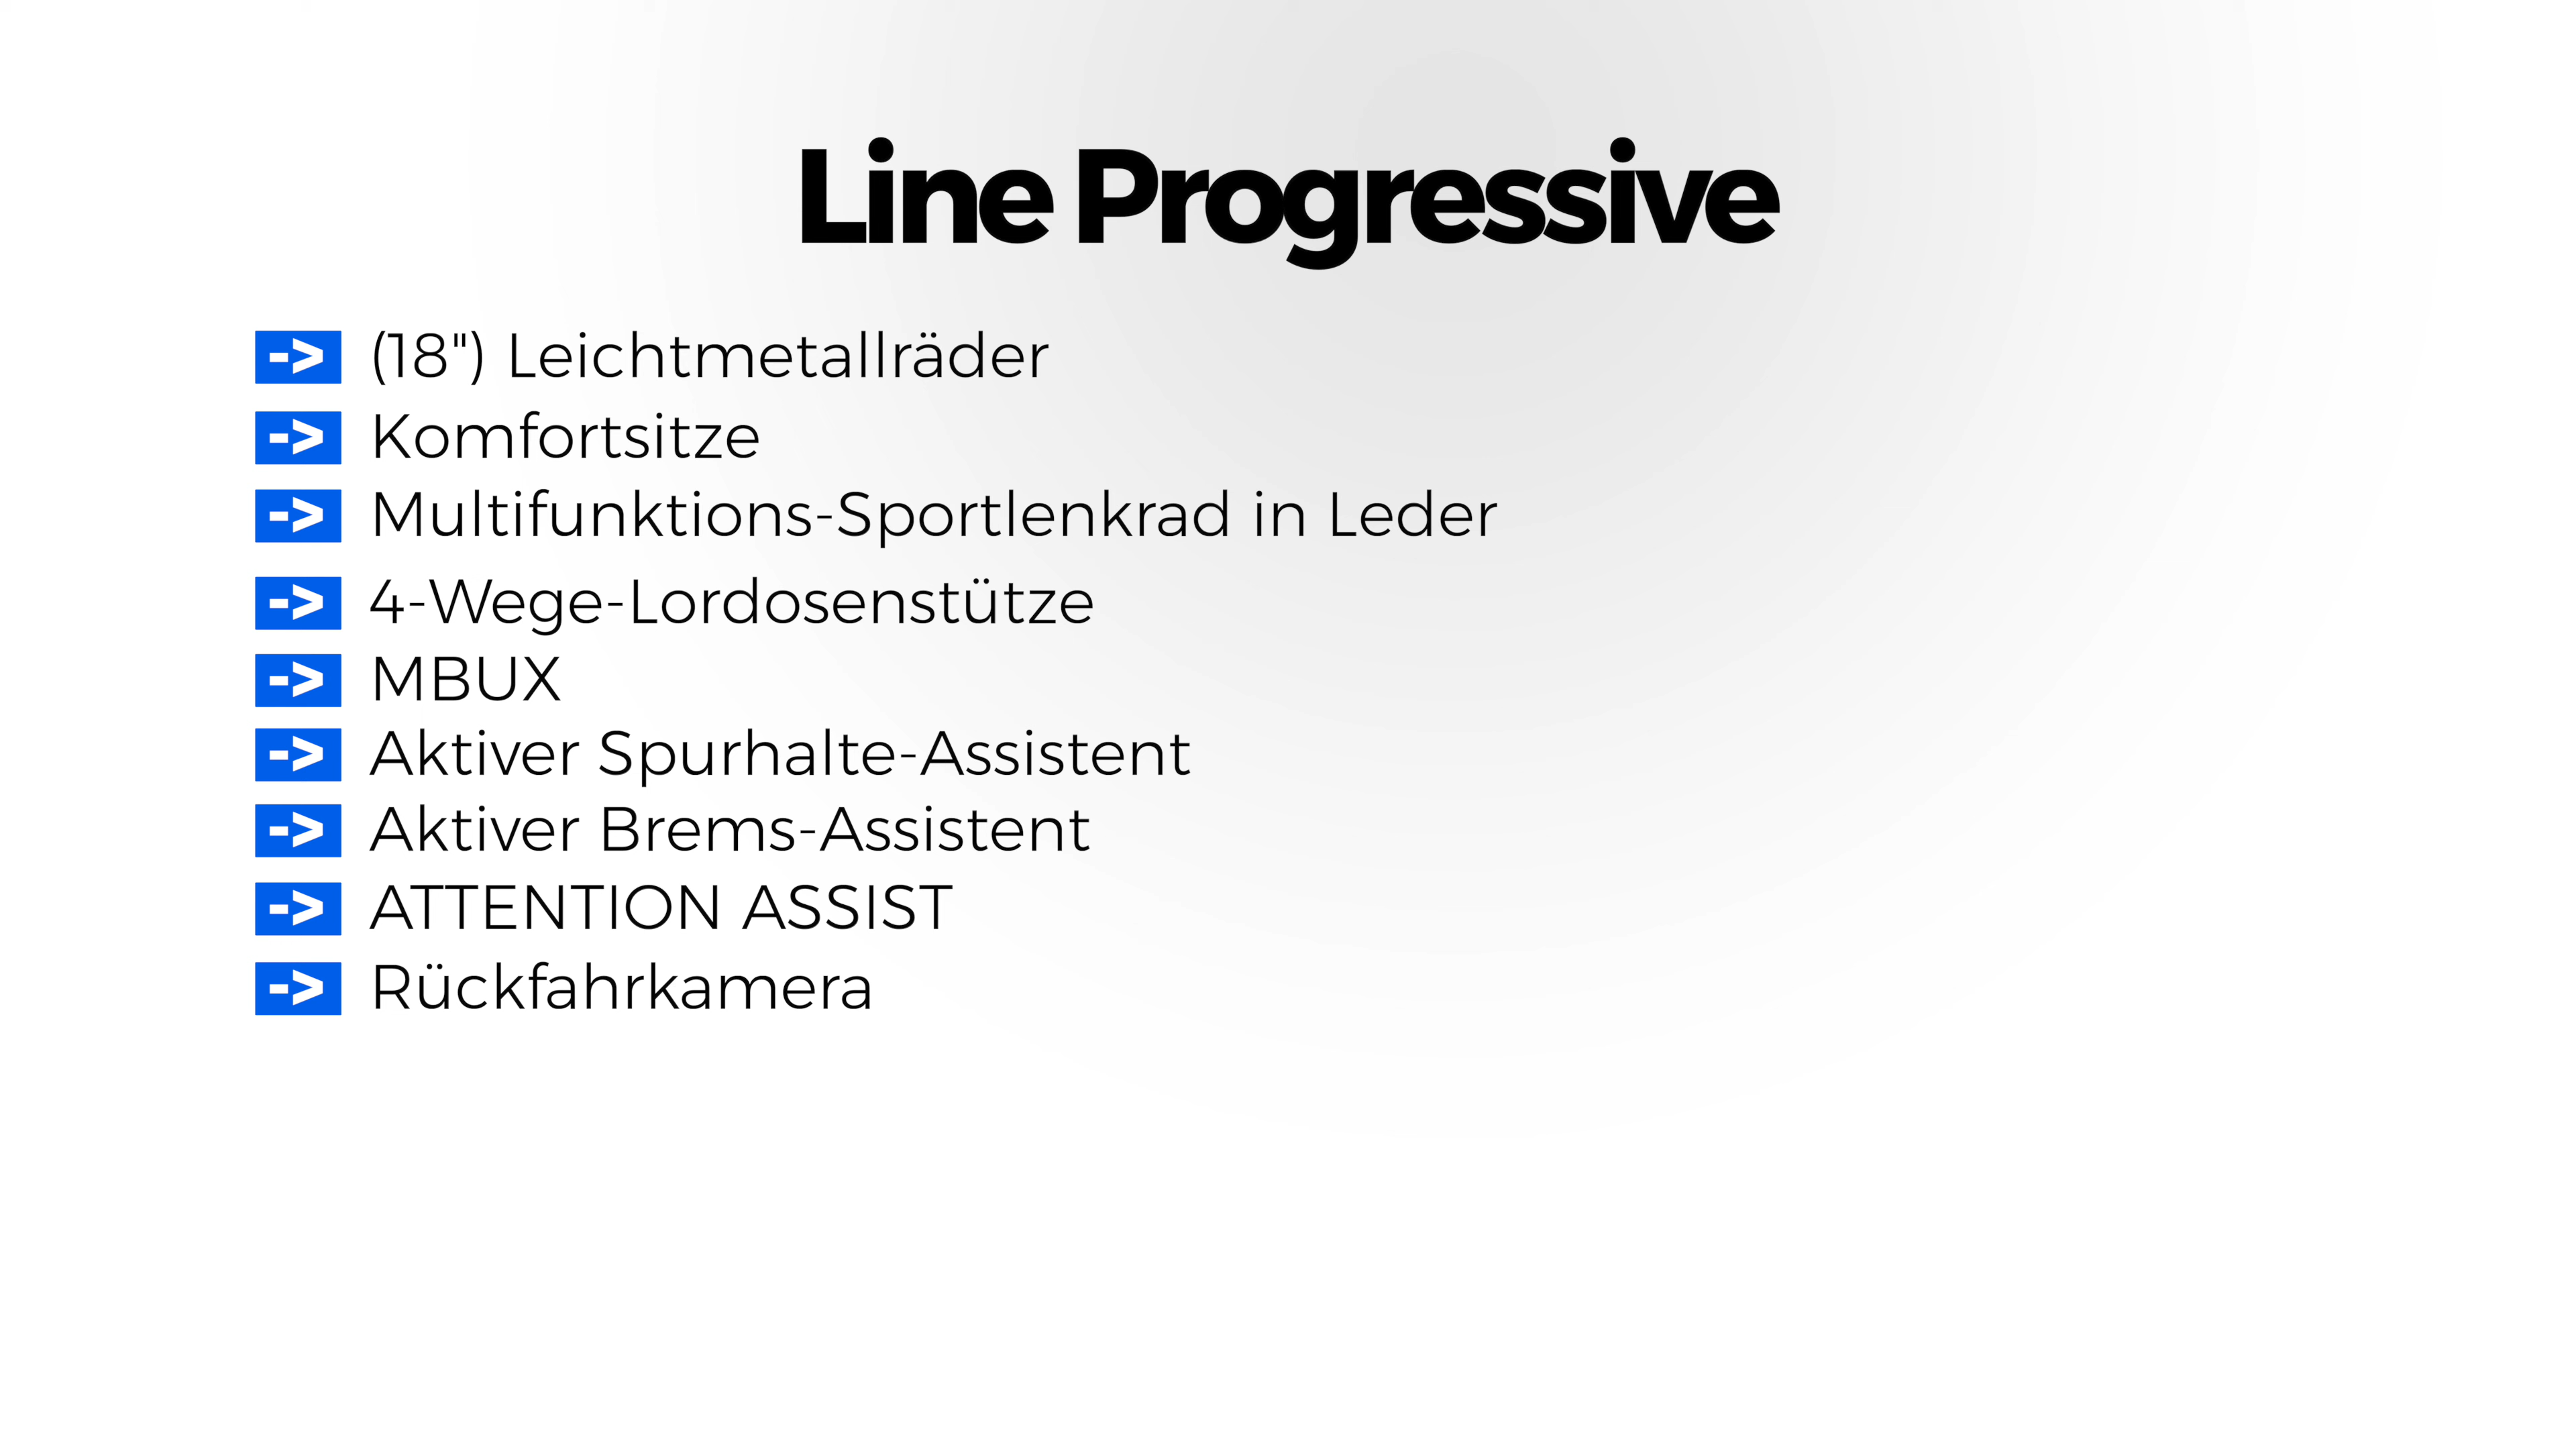 Line Progressive
-> (18") Leichtmetallräder
-> Komfortsitze
-> Multifunktions-Sportlenkrad in Leder
-> 4-Wege-Lordosenstütze
-> MBUX
-> Aktiver Spurhalte-Assistent
-> Aktiver Brems-Assistent
-> ATTENTION ASSIST
-> Rückfahrkamera